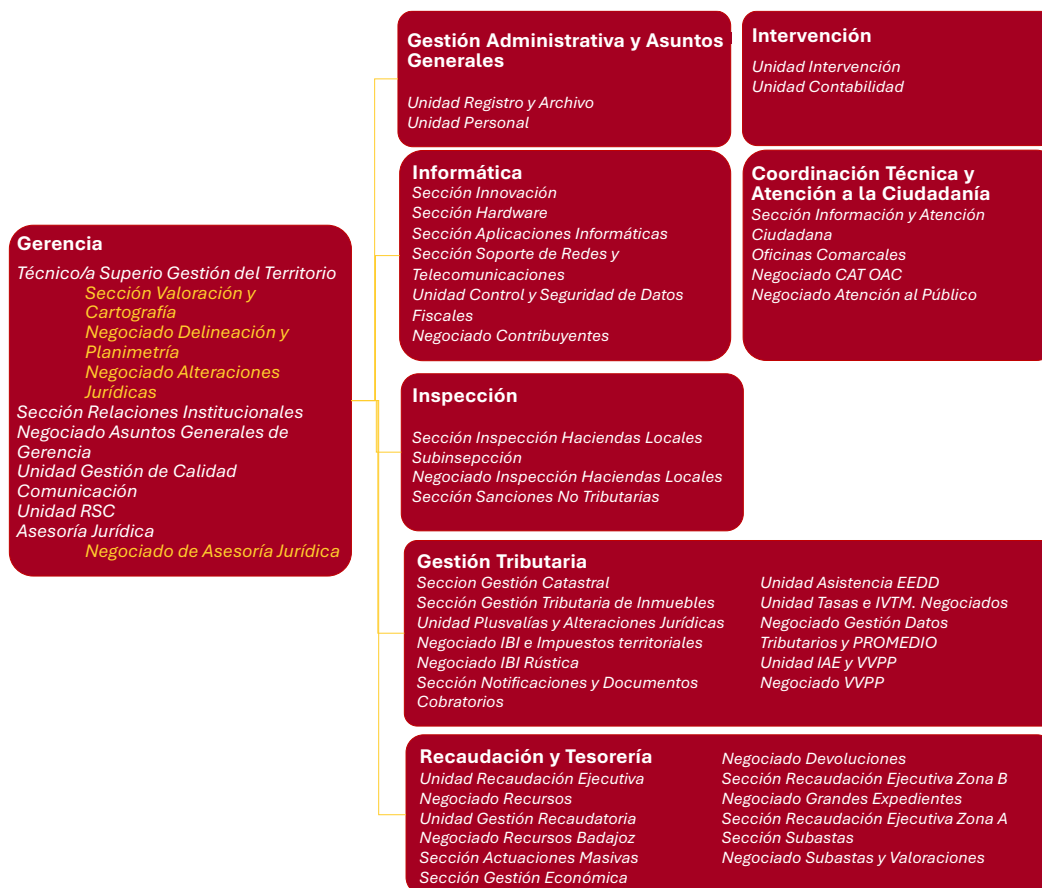 Gerencia
Técnico/a Superio Gestión del Territorio
Sección Valoración y
Cartografía
Negociado Delineación y
Planimetría
Negociado Alteraciones
Jurídicas
Sección Relaciones Institucionales
Negociado Asuntos Generales de
Gerencia
Unidad Gestión de Calidad
Comunicación
Unidad RSC
Asesoría Jurídica
Negociado de Asesoría Jurídica
Gestión Administrativa y Asuntos
Generales
Unidad Registro y Archivo
Unidad Personal
Intervención
Unidad Intervención
Unidad Contabilidad
Informática
Sección Innovación
Sección Hardware
Sección Aplicaciones Informáticas
Sección Soporte de Redes y
Telecomunicaciones
Unidad Control y Seguridad de Datos
Fiscales
Negociado Contribuyentes
Coordinación Técnica y
Atención a la Ciudadanía
Sección Información y Atención
Ciudadana
Oficinas Comarcales
Negociado CAT OAC
Negociado Atención al Público
Inspección
Sección Inspección Haciendas Locales
Subinsepcción
Negociado Inspección Haciendas Locales
Sección Sanciones No Tributarias
Gestión Tributaria
Seccion Gestión Catastral
Sección Gestión Tributaria de Inmuebles
Unidad Plusvalías y Alteraciones Jurídicas
Negociado IBI e Impuestos territoriales
Negociado IBI Rústica
Sección Notificaciones y Documentos
Cobratorios
Unidad Asistencia EEDD
Unidad Tasas e IVTM. Negociados
Negociado Gestión Datos
Tributarios y PROMEDIO
Unidad IAE y VVPP
Negociado VVPP
Recaudación y Tesorería
Unidad Recaudación Ejecutiva
Negociado Recursos
Unidad Gestión Recaudatoria
Negociado Recursos Badajoz
Sección Actuaciones Masivas
Sección Gestión Económica
Negociado Devoluciones
Sección Recaudación Ejecutiva Zona B
Negociado Grandes Expedientes
Sección Recaudación Ejecutiva Zona A
Sección Subastas
Negociado Subastas y Valoraciones